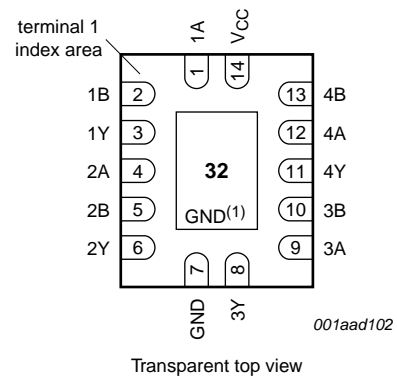 terminal 1
index area
1A
VCC
1
14
1B 2
13 4B
1Y 3
12 4A
2A 4
32
11 4Y
2B 5
GND(1)
10 3B
2Y 6
9 3A
7
8
GND
3Y
001aad102
Transparent top view